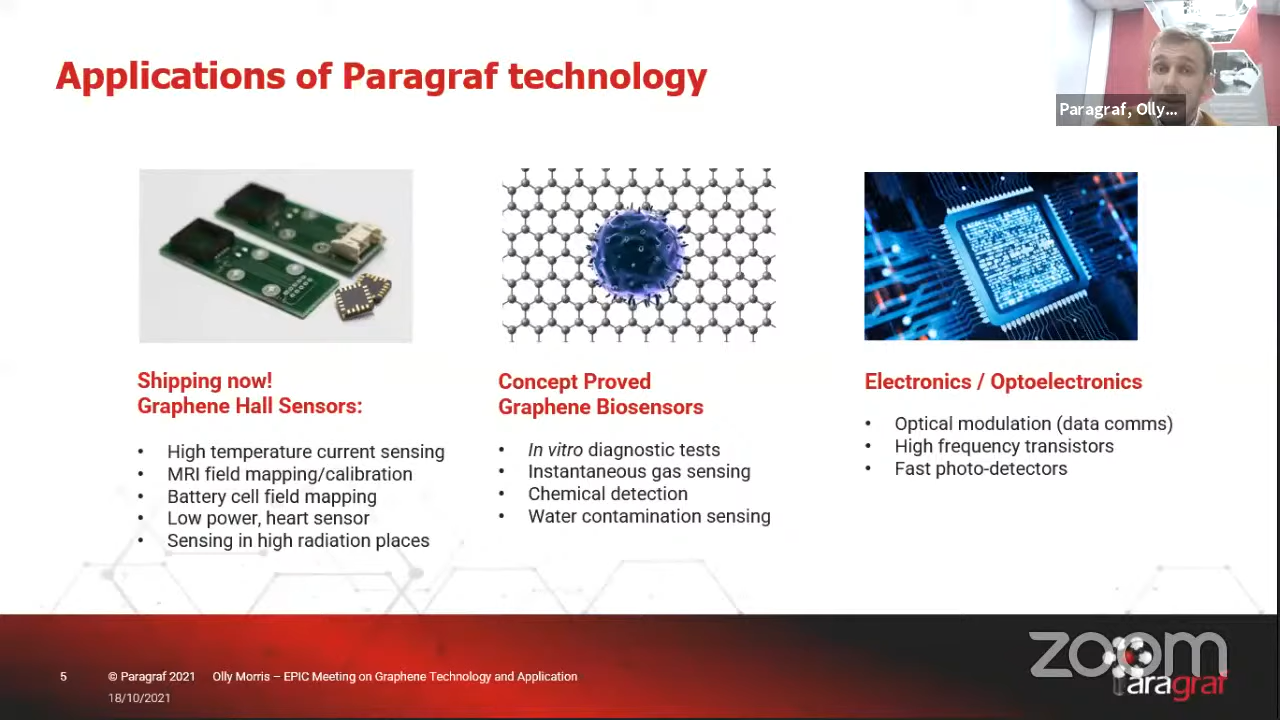 Applications of Paragraf technology
Paragraf, Olly...
Shipping now!
Graphene Hall Sensors:
• High temperature current sensing
• MRI field mapping/calibration
• Battery cell field mapping
• Low power, heart sensor
• Sensing in high radiation places
Concept Proved
Graphene Biosensors
• In vitro diagnostic tests
• Instantaneous gas sensing
• Chemical detection
• Water contamination sensing
Electronics / Optoelectronics
• Optical modulation (data comms)
• High frequency transistors
• Fast photo-detectors
5 © Paragraf 2021 Olly Morris – EPIC Meeting on Graphene Technology and Application
18/10/2021
zoom
Paragraf